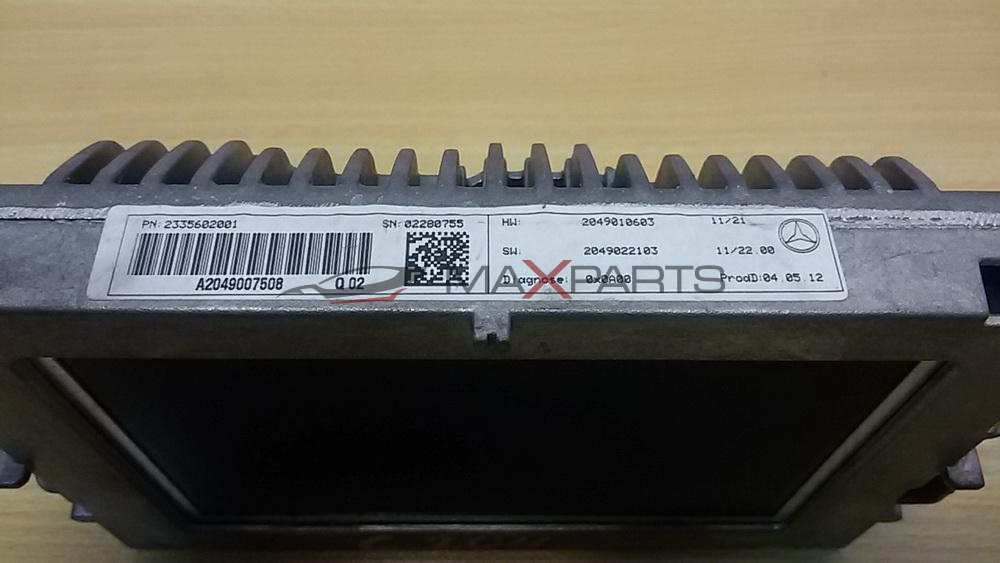 PN: 2335602001
SN: 02280755
A2049007508 Q 02
HW: 2049010603 11/21
SW: 2049022103 11/22.00
Diagnose: 0x0A00 ProdD:04.05.12
MAXPARTS